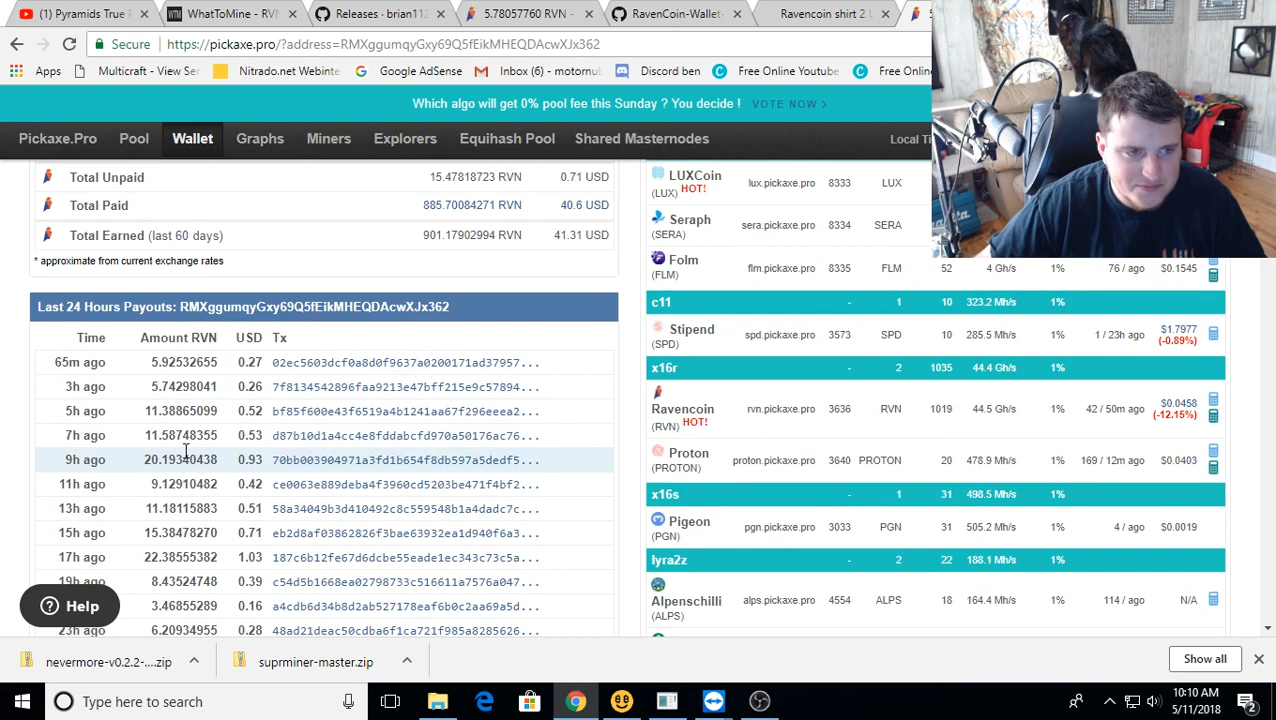 (1) Pyramids True F
WhatToMine - RVN
Releases · brian112
5.78057760 RVN -
RavenCoin-Wallet-
Ravencoin shirt 2 l
Secure https://pickaxe.pro/?address=RMXggumqyGxy69Q5fEikMHEQDAcwXJx362
Apps Multicraft - View Se Nitrado.net Webinte Google AdSense Inbox (6) - motomub Discord ben Free Online Youtube Free Onlin
Which algo will get 0% pool fee this Sunday ? You decide ! VOTE NOW >
Pickaxe.Pro Pool Wallet Graphs Miners Explorers Equihash Pool Shared Masternodes Local Ti
Total Unpaid 15.47818723 RVN 0.71 USD
Total Paid 885.70084271 RVN 40.6 USD
Total Earned (last 60 days) 901.17902994 RVN 41.31 USD
* approximate from current exchange rates
Last 24 Hours Payouts: RMXggumqyGxy69Q5fEikMHEQDAcwXJx362
Time Amount RVN USD Tx
65m ago 5.92532655 0.27 02ec5603dcf0a8d0f9637a0200171ad37957...
3h ago 5.74298041 0.26 7f8134542896faa9213e47bff215e9c57894...
5h ago 11.38865099 0.52 bf85f600e43f6519a4b1241aa67f296eeea2...
7h ago 11.58748355 0.53 d87b10d1a4cc4e8fddabcfd970a50176ac76...
9h ago 20.19340438 0.93 70bb003904971a3fd1b654f8db597a5dedf5...
11h ago 9.12910482 0.42 ce0063e889deba4f3960cd5203be471f4bf2...
13h ago 11.18115883 0.51 58a34049b3d410492c8c559548b1a4dadc7c...
15h ago 15.38478270 0.71 eb2d8af03862826f3bae63932ea1d940f6a3...
17h ago 22.38555382 1.03 187c6b12fe67d6dcbe55eade1ec343c73c5a...
19h ago 8.43524748 0.39 c54d5b1668ea02798733c516611a7576a047...
3.46855289 0.16 a4cdb6d34b8d2ab527178eaf6b0c2aa69a5d...
23h ago 6.20934955 0.28 48ad21deac50cdba6f1ca721f985a8285626...
LUXCoin (LUX) HOT! lux.pickaxe.pro 8333 LUX
Seraph (SERA) sera.pickaxe.pro 8334 SERA
Folm (FLM) flm.pickaxe.pro 8335 FLM 52 4 Gh/s 1% 76 / ago $0.1545
c11 - 1 10 323.2 Mh/s 1%
Stipend (SPD) spd.pickaxe.pro 3573 SPD 10 285.5 Mh/s 1% 1 / 23h ago $1.7977 (-0.89%)
x16r - 2 1035 44.4 Gh/s 1%
Ravencoin (RVN) HOT! rvn.pickaxe.pro 3636 RVN 1019 44.5 Gh/s 1% 42 / 50m ago $0.0458 (-12.15%)
Proton (PROTON) proton.pickaxe.pro 3640 PROTON 20 478.9 Mh/s 1% 169 / 12m ago $0.0403
x16s - 1 31 498.5 Mh/s 1%
Pigeon (PGN) pgn.pickaxe.pro 3033 PGN 31 505.2 Mh/s 1% 4 / ago $0.0019
lyra2z - 2 22 188.1 Mh/s 1%
Alpenschilli (ALPS) alps.pickaxe.pro 4554 ALPS 18 164.4 Mh/s 1% 114 / ago N/A
Help
nevermore-v0.2.2-....zip suprminer-master.zip Show all
Type here to search
10:10 AM
5/11/2018
2